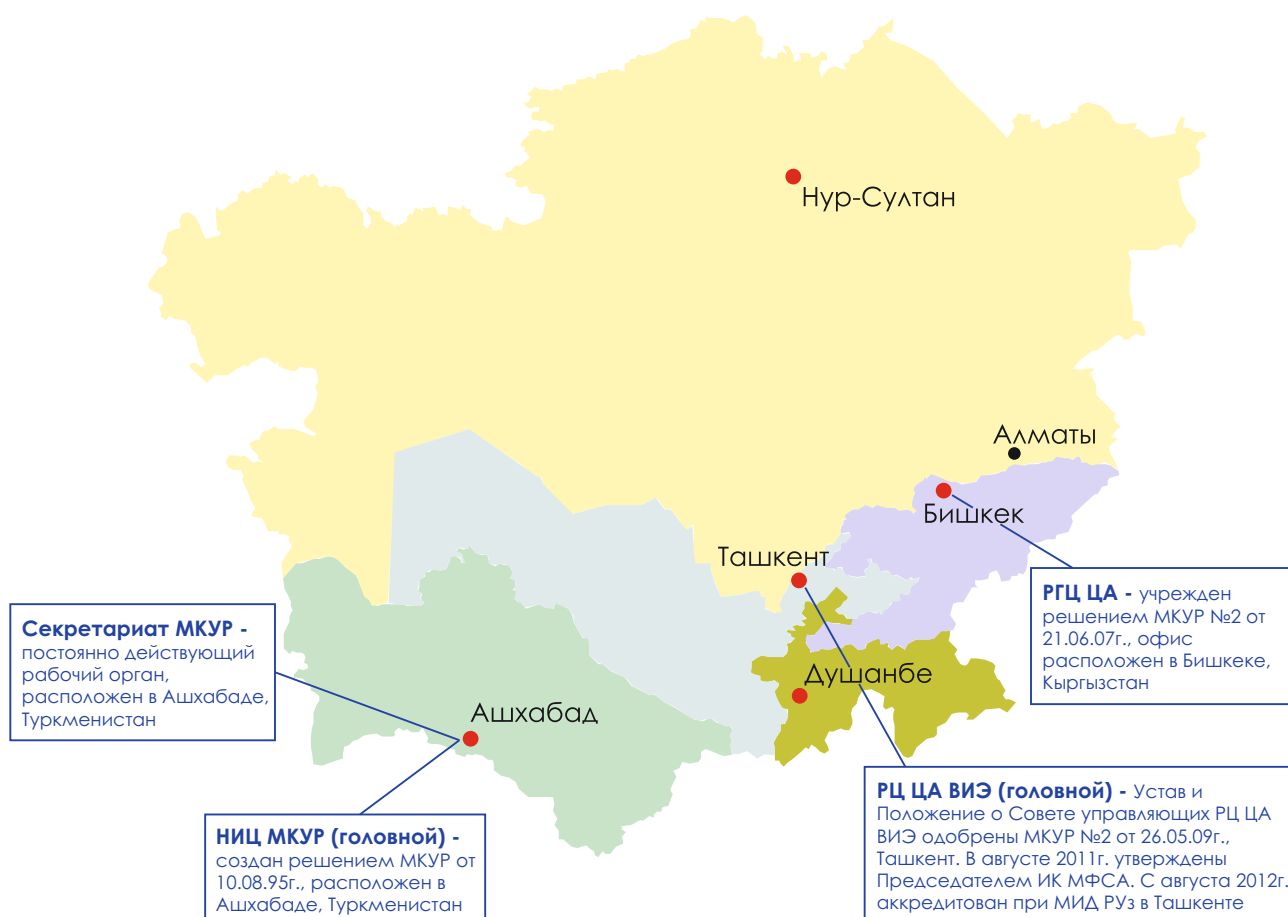 Нур-Султан
Алматы
Бишкек
Ташкент
Душанбе
Ашхабад
РГЦ ЦА - учрежден
решением МКУР №2 от
21.06.07г., офис
расположен в Бишкеке,
Кыргызстан
Секретариат МКУР -
постоянно действующий
рабочий орган,
расположен в Ашхабаде,
Туркменистан
РЦ ЦА ВИЭ (головной) - Устав и
Положение о Совете управляющих РЦ ЦА
ВИЭ одобрены МКУР №2 от 26.05.09г.,
Ташкент. В августе 2011г. утверждены
Председателем ИК МФСА. С августа 2012г.
аккредитован при МИД РУз в Ташкенте
НИЦ МКУР (головной) -
создан решением МКУР от
10.08.95г., расположен в
Ашхабаде, Туркменистан